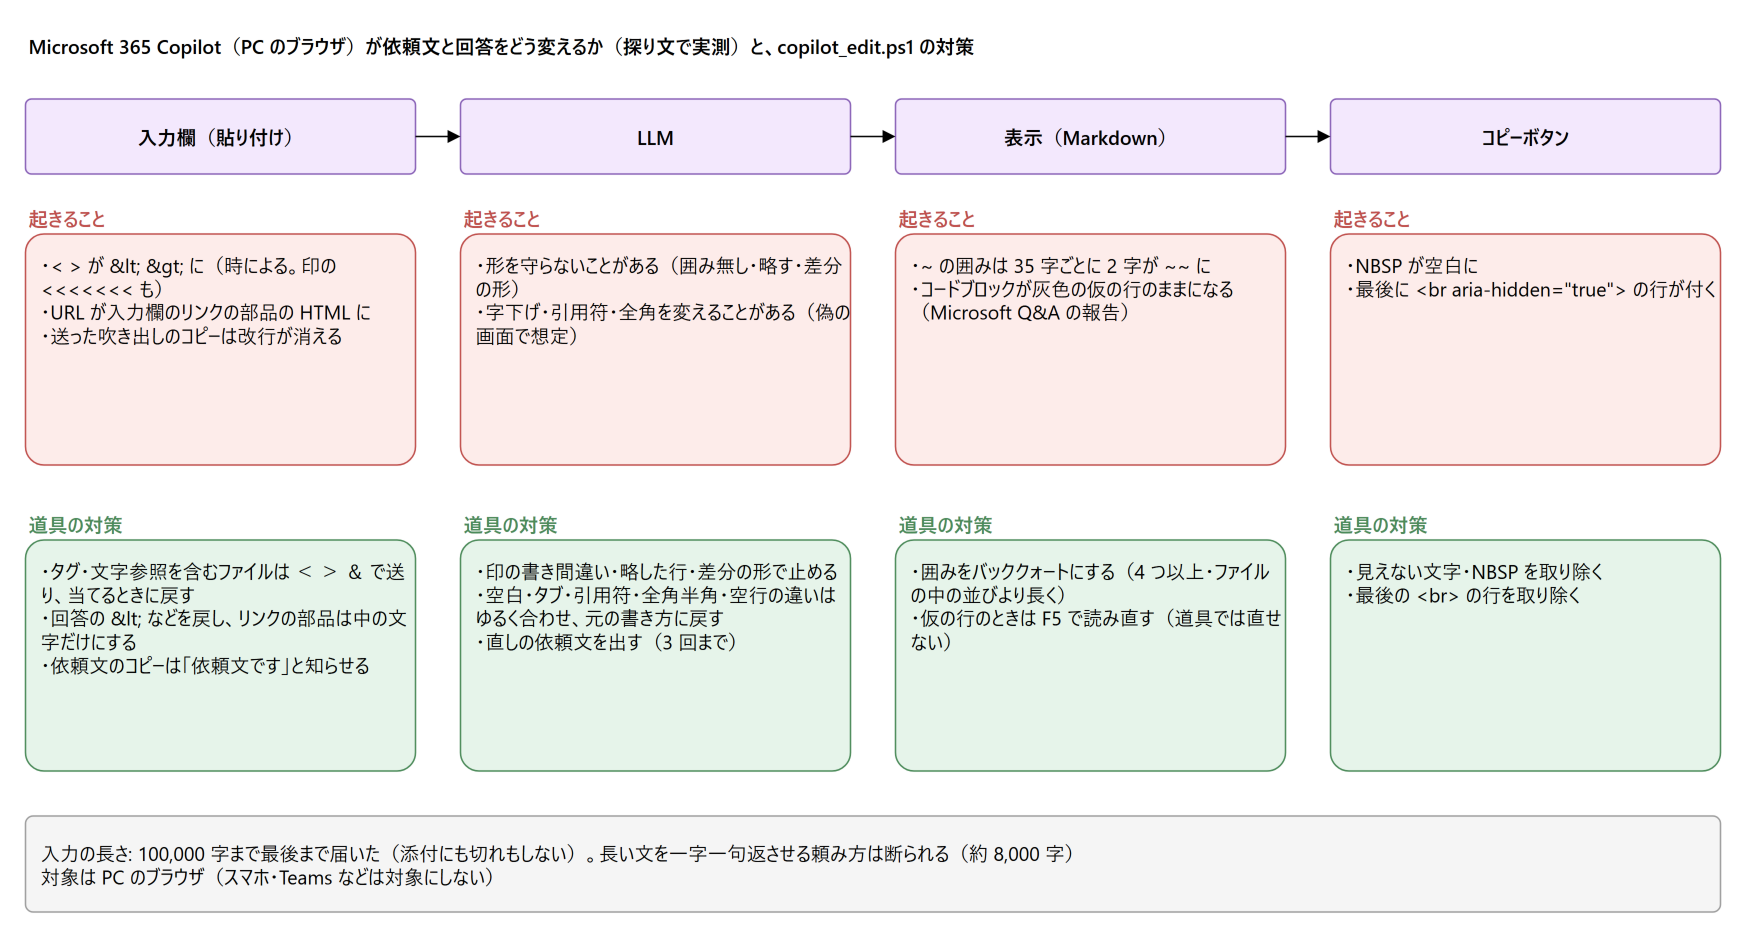 Microsoft 365 Copilot（PC のブラウザ）が依頼文と回答をどう変えるか（探り文で実測）と、copilot_edit.ps1 の対策
入力欄（貼り付け）
LLM
表示（Markdown）
コピーボタン
起きること
・< > が &lt; &gt; に（時による。印の
<<<<<<< も）
・URL が入力欄のリンクの部品の HTML に
・送った吹き出しのコピーは改行が消える
起きること
・形を守らないことがある（囲み無し・略す・差分
の形）
・字下げ・引用符・全角を変えることがある（偽の
画面で想定）
起きること
・~ の囲みは 35 字ごとに 2 字が ~~ に
・コードブロックが灰色の仮の行のままになる
（Microsoft Q&A の報告）
起きること
・NBSP が空白に
・最後に <br aria-hidden="true"> の行が付く
道具の対策
・タグ・文字参照を含むファイルは ＜ ＞ ＆ で送
り、当てるときに戻す
・回答の &lt; などを戻し、リンクの部品は中の文
字だけにする
・依頼文のコピーは「依頼文です」と知らせる
道具の対策
・印の書き間違い・略した行・差分の形で止める
・空白・タブ・引用符・全角半角・空行の違いは
ゆるく合わせ、元の書き方に戻す
・直しの依頼文を出す（3 回まで）
道具の対策
・囲みをバッククォートにする（4 つ以上・ファイル
の中の並びより長く）
・仮の行のときは F5 で読み直す（道具では直せ
ない）
道具の対策
・見えない文字・NBSP を取り除く
・最後の <br> の行を取り除く
入力の長さ: 100,000 字まで最後まで届いた（添付にも切れもしない）。長い文を一字一句返させる頼み方は断られる（約 8,000 字）
対象は PC のブラウザ（スマホ・Teams などは対象にしない）